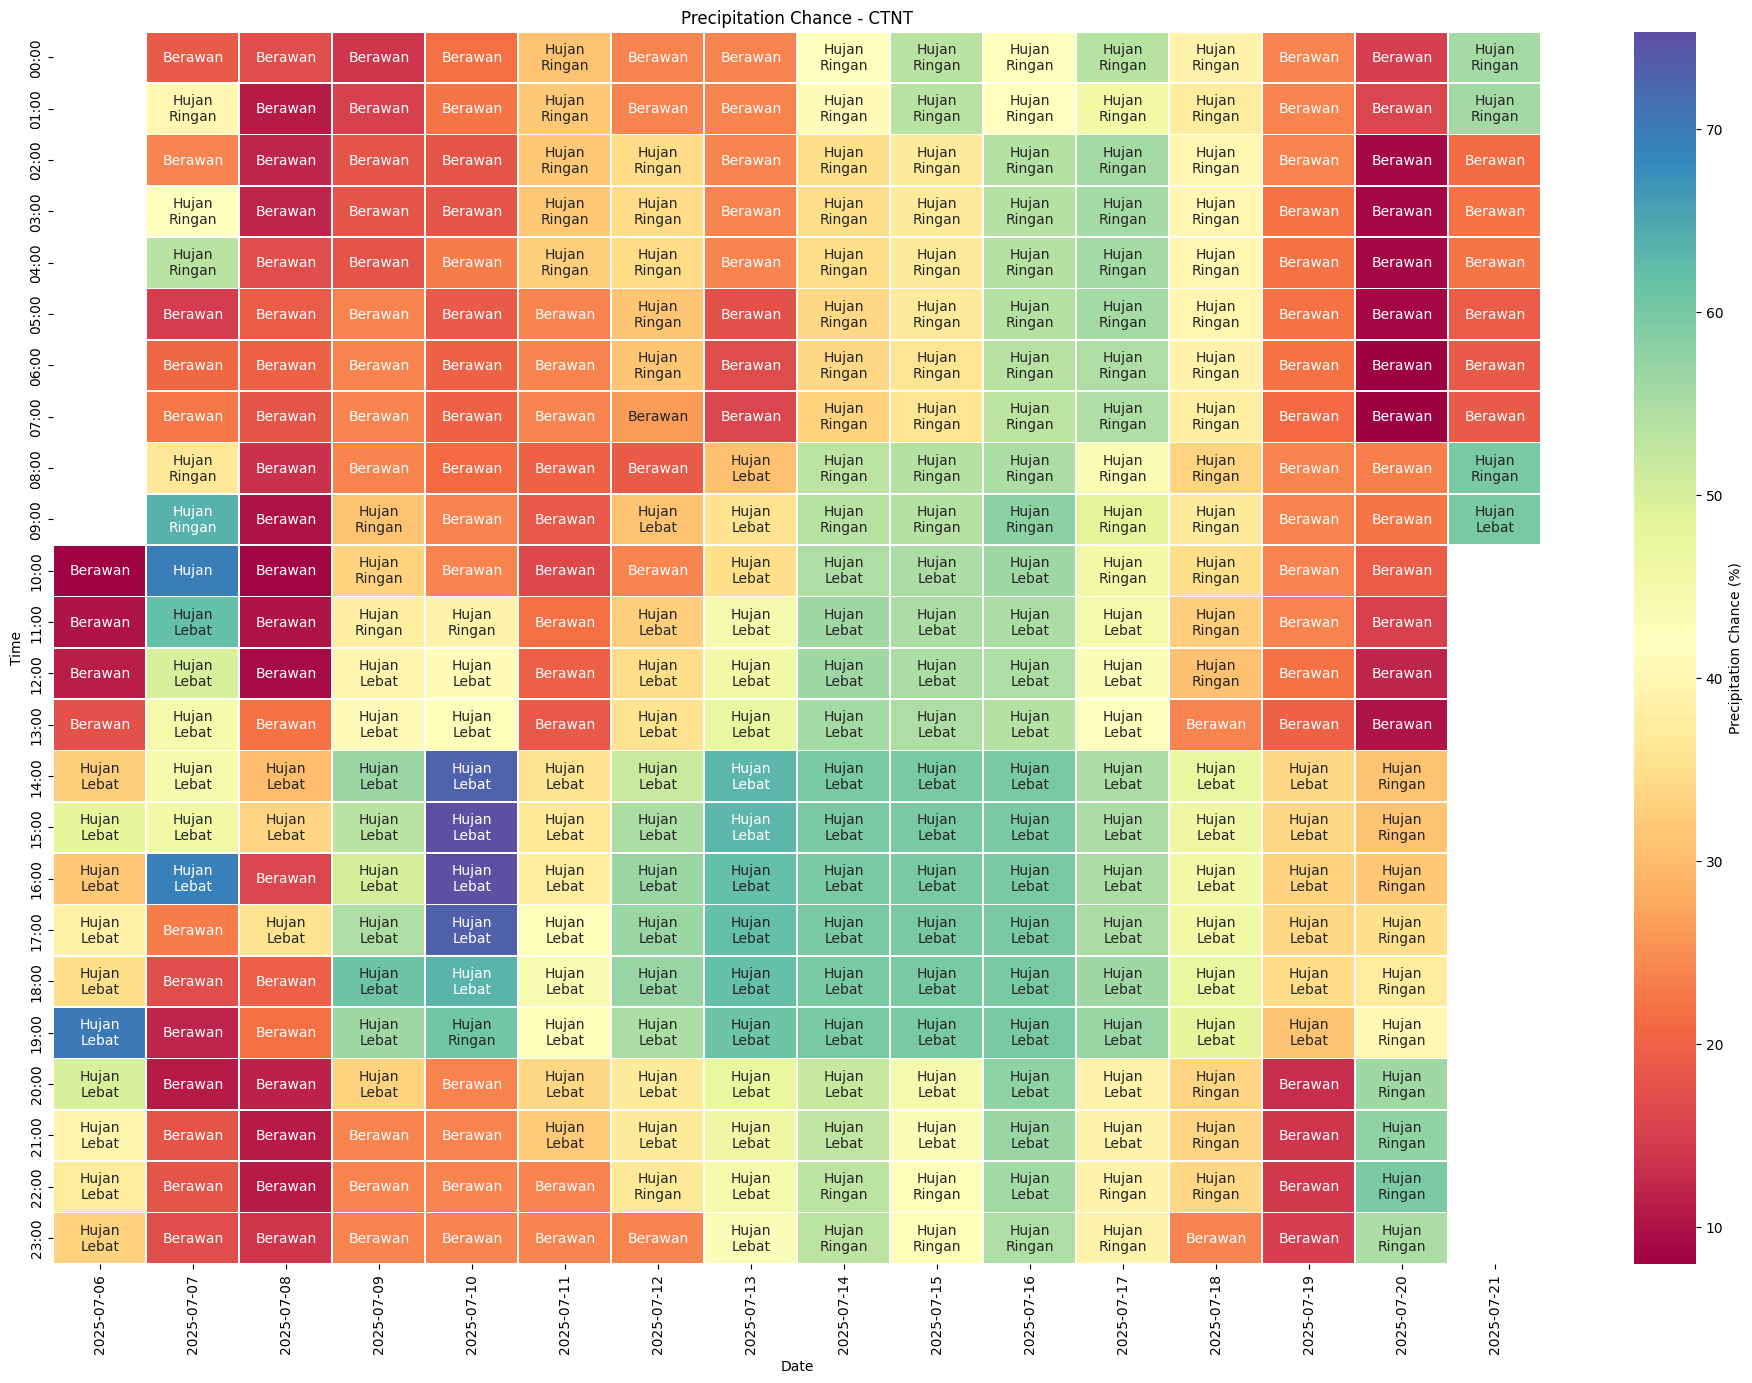 Precipitation Chance - CTNT
00:00 Berawan Berawan Berawan Berawan Hujan Ringan Berawan Berawan Hujan Ringan Hujan Ringan Hujan Ringan Hujan Ringan Hujan Ringan Berawan Berawan Hujan Ringan
01:00 Hujan Ringan Berawan Berawan Berawan Hujan Ringan Berawan Berawan Hujan Ringan Hujan Ringan Hujan Ringan Hujan Ringan Hujan Ringan Berawan Berawan Hujan Ringan
02:00 Berawan Berawan Berawan Berawan Hujan Ringan Hujan Ringan Berawan Hujan Ringan Hujan Ringan Hujan Ringan Hujan Ringan Hujan Ringan Berawan Berawan Berawan
03:00 Hujan Ringan Berawan Berawan Berawan Hujan Ringan Hujan Ringan Berawan Hujan Ringan Hujan Ringan Hujan Ringan Hujan Ringan Hujan Ringan Berawan Berawan Berawan
04:00 Hujan Ringan Berawan Berawan Berawan Hujan Ringan Hujan Ringan Berawan Hujan Ringan Hujan Ringan Hujan Ringan Hujan Ringan Hujan Ringan Berawan Berawan Berawan
05:00 Berawan Berawan Berawan Berawan Berawan Hujan Ringan Berawan Hujan Ringan Hujan Ringan Hujan Ringan Hujan Ringan Hujan Ringan Berawan Berawan Berawan
06:00 Berawan Berawan Berawan Berawan Berawan Hujan Ringan Berawan Hujan Ringan Hujan Ringan Hujan Ringan Hujan Ringan Hujan Ringan Berawan Berawan Berawan
07:00 Berawan Berawan Berawan Berawan Berawan Berawan Berawan Hujan Ringan Hujan Ringan Hujan Ringan Hujan Ringan Hujan Ringan Berawan Berawan Berawan
08:00 Hujan Ringan Berawan Berawan Berawan Berawan Berawan Hujan Lebat Hujan Ringan Hujan Ringan Hujan Ringan Hujan Ringan Hujan Ringan Berawan Berawan Hujan Ringan
09:00 Hujan Ringan Berawan Hujan Ringan Berawan Berawan Hujan Lebat Hujan Lebat Hujan Ringan Hujan Ringan Hujan Ringan Hujan Ringan Hujan Ringan Berawan Berawan Hujan Lebat
10:00 Berawan Hujan Berawan Hujan Ringan Berawan Berawan Berawan Hujan Lebat Hujan Lebat Hujan Lebat Hujan Lebat Hujan Ringan Hujan Ringan Berawan Berawan
11:00 Berawan Hujan Lebat Berawan Hujan Ringan Hujan Ringan Berawan Hujan Lebat Hujan Lebat Hujan Lebat Hujan Lebat Hujan Lebat Hujan Lebat Hujan Ringan Berawan Berawan
12:00 Berawan Hujan Lebat Berawan Hujan Lebat Hujan Lebat Berawan Hujan Lebat Hujan Lebat Hujan Lebat Hujan Lebat Hujan Lebat Hujan Lebat Hujan Ringan Berawan Berawan
13:00 Berawan Hujan Lebat Berawan Hujan Lebat Hujan Lebat Berawan Hujan Lebat Hujan Lebat Hujan Lebat Hujan Lebat Hujan Lebat Hujan Lebat Berawan Berawan Berawan
14:00 Hujan Lebat Hujan Lebat Hujan Lebat Hujan Lebat Hujan Lebat Hujan Lebat Hujan Lebat Hujan Lebat Hujan Lebat Hujan Lebat Hujan Lebat Hujan Lebat Hujan Lebat Hujan Lebat Hujan Ringan
15:00 Hujan Lebat Hujan Lebat Hujan Lebat Hujan Lebat Hujan Lebat Hujan Lebat Hujan Lebat Hujan Lebat Hujan Lebat Hujan Lebat Hujan Lebat Hujan Lebat Hujan Lebat Hujan Lebat Hujan Ringan
16:00 Hujan Lebat Hujan Lebat Berawan Hujan Lebat Hujan Lebat Hujan Lebat Hujan Lebat Hujan Lebat Hujan Lebat Hujan Lebat Hujan Lebat Hujan Lebat Hujan Lebat Hujan Lebat Hujan Ringan
17:00 Hujan Lebat Berawan Hujan Lebat Hujan Lebat Hujan Lebat Hujan Lebat Hujan Lebat Hujan Lebat Hujan Lebat Hujan Lebat Hujan Lebat Hujan Lebat Hujan Lebat Hujan Lebat Hujan Ringan
18:00 Hujan Lebat Berawan Berawan Hujan Lebat Hujan Lebat Hujan Lebat Hujan Lebat Hujan Lebat Hujan Lebat Hujan Lebat Hujan Lebat Hujan Lebat Hujan Lebat Hujan Lebat Hujan Ringan
19:00 Hujan Lebat Berawan Berawan Hujan Lebat Hujan Ringan Hujan Lebat Hujan Lebat Hujan Lebat Hujan Lebat Hujan Lebat Hujan Lebat Hujan Lebat Hujan Lebat Hujan Lebat Hujan Ringan
20:00 Hujan Lebat Berawan Berawan Hujan Lebat Berawan Hujan Lebat Hujan Lebat Hujan Lebat Hujan Lebat Hujan Lebat Hujan Lebat Hujan Lebat Hujan Ringan Berawan Hujan Ringan
21:00 Hujan Lebat Berawan Berawan Berawan Berawan Hujan Lebat Hujan Lebat Hujan Lebat Hujan Lebat Hujan Lebat Hujan Lebat Hujan Lebat Hujan Ringan Berawan Hujan Ringan
22:00 Hujan Lebat Berawan Berawan Berawan Berawan Berawan Hujan Ringan Hujan Lebat Hujan Ringan Hujan Ringan Hujan Lebat Hujan Ringan Hujan Ringan Berawan Hujan Ringan
23:00 Hujan Lebat Berawan Berawan Berawan Berawan Berawan Berawan Hujan Lebat Hujan Ringan Hujan Ringan Hujan Ringan Hujan Ringan Berawan Berawan Hujan Ringan
Time
2025-07-06 2025-07-07 2025-07-08 2025-07-09 2025-07-10 2025-07-11 2025-07-12 2025-07-13 2025-07-14 2025-07-15 2025-07-16 2025-07-17 2025-07-18 2025-07-19 2025-07-20 2025-07-21
Date
70
60
50
40
30
20
10
Precipitation Chance (%)